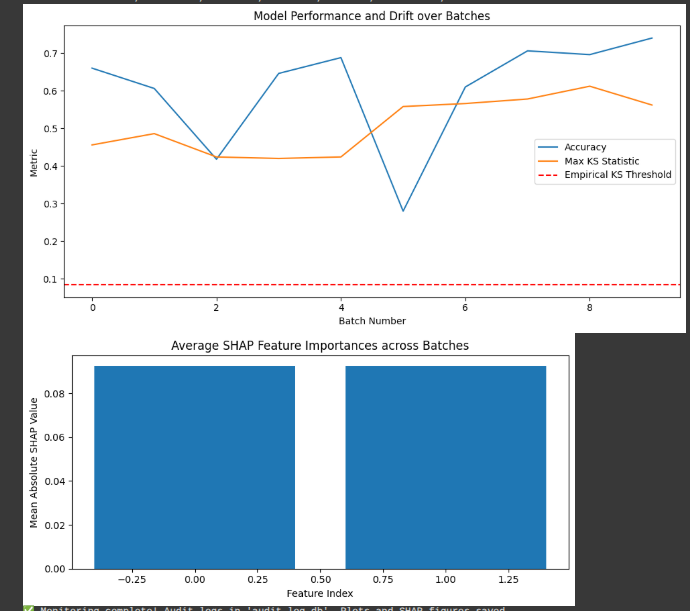 Model Performance and Drift over Batches
0.7
0.6
0.5
0.4
0.3
0.2
0.1
Metric
Accuracy
Max KS Statistic
Empirical KS Threshold
0 2 4 6 8
Batch Number
Average SHAP Feature Importances across Batches
0.08
0.06
0.04
0.02
0.00
Mean Absolute SHAP Value
−0.25 0.00 0.25 0.50 0.75 1.00 1.25
Feature Index
✅ Monitoring complete! Audit logs in 'audit_log.db'. Plots and SHAP figures saved.